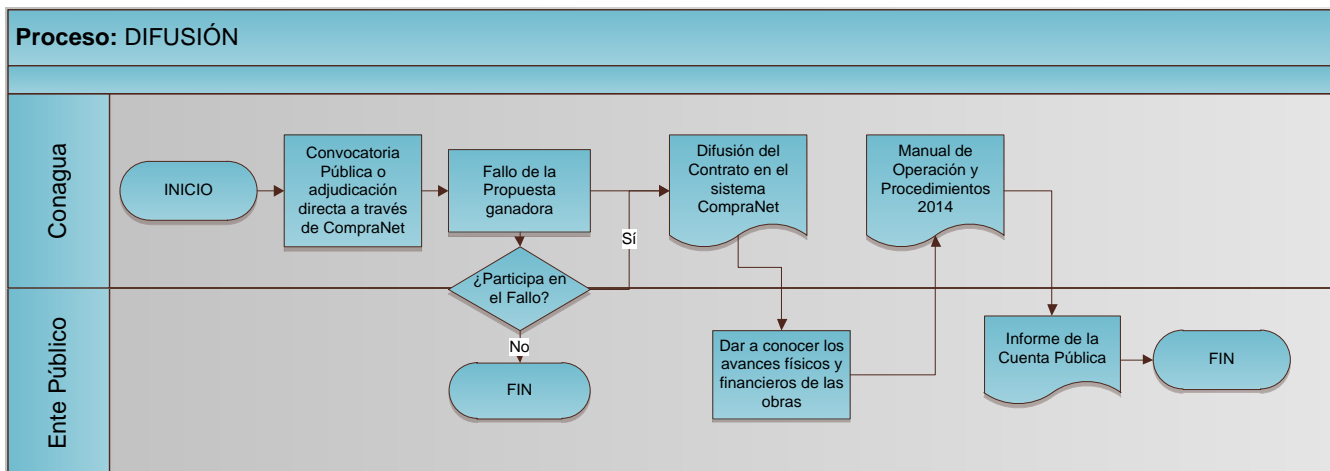 Proceso: DIFUSIÓN
Conagua
INICIO
Convocatoria
Pública o
adjudicación
directa a través
de CompraNet
Fallo de la
Propuesta
ganadora
¿Participa en
el Fallo?
Sí
No
Difusión del
Contrato en el
sistema
CompraNet
Manual de
Operación y
Procedimientos
2014
Ente Público
FIN
Dar a conocer los
avances físicos y
financieros de las
obras
Informe de la
Cuenta Pública
FIN